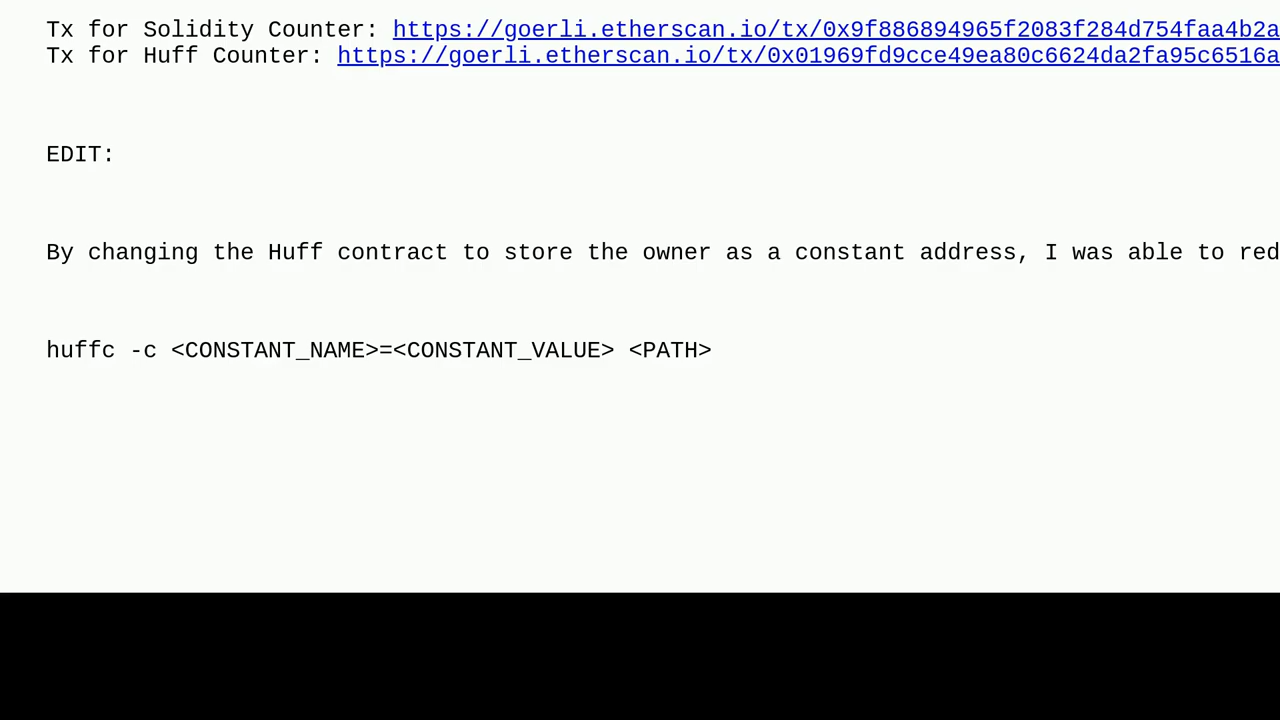 Tx for Solidity Counter: https://goerli.etherscan.io/tx/0x9f886894965f2083f284d754faa4b2a
Tx for Huff Counter: https://goerli.etherscan.io/tx/0x01969fd9cce49ea80c6624da2fa95c6516a
EDIT:
By changing the Huff contract to store the owner as a constant address, I was able to red
huffc -c <CONSTANT_NAME>=<CONSTANT_VALUE> <PATH>